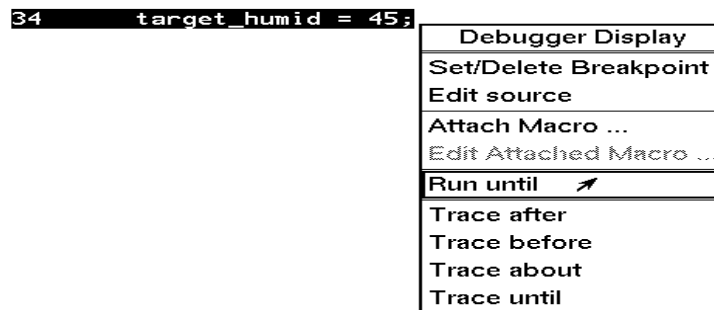 34 target_humid = 45;
Debugger Display
Set/Delete Breakpoint
Edit source
Attach Macro ...
Edit Attached Macro ...
Run until
Trace after
Trace before
Trace about
Trace until